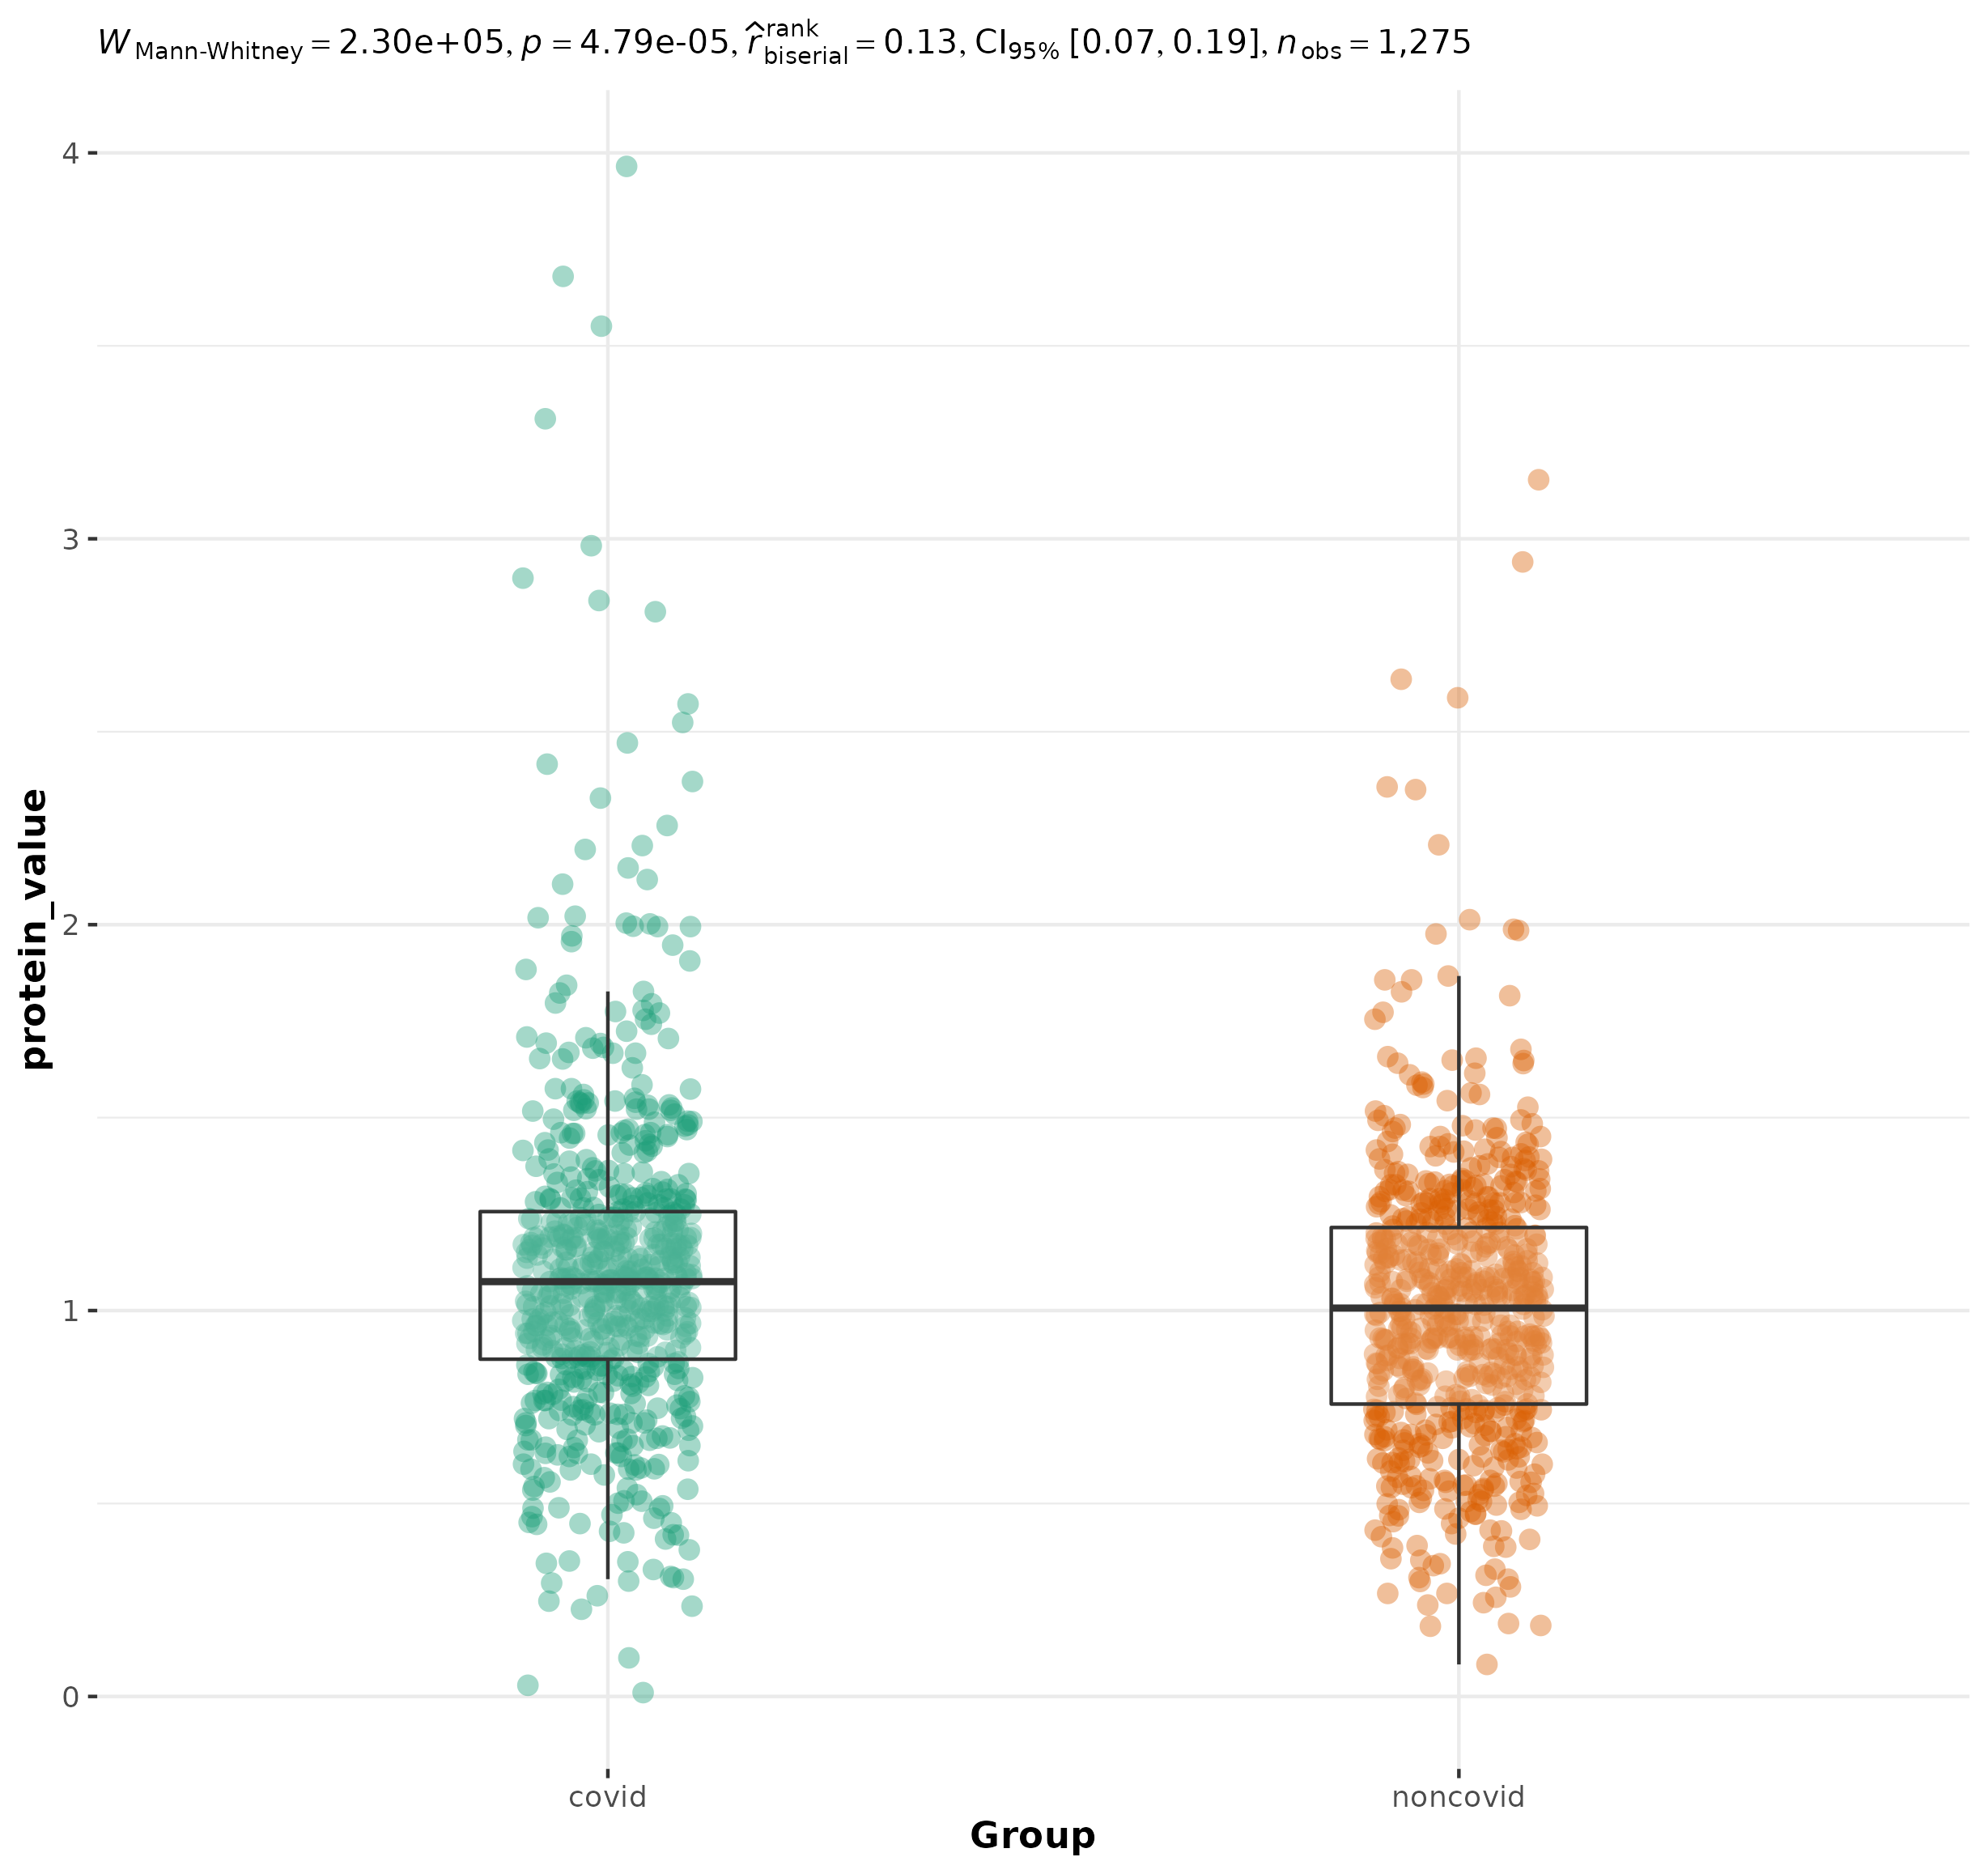 W Mann-Whitney = 2.30e+05, p = 4.79e-05, r̂ rank biserial = 0.13, CI95% [0.07, 0.19], nobs = 1,275
4
3
2
1
0
protein_value
covid noncovid
Group